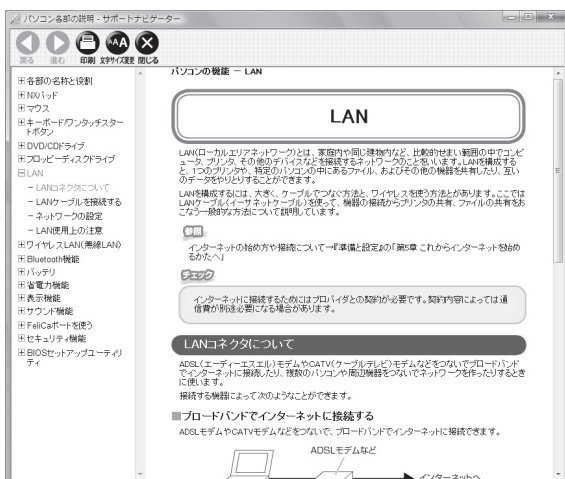 パソコン各部の説明 - サポートナビゲーター
戻る 進む 印刷 文字サイズ変更 閉じる
各部の名称と役割
NXパッド
マウス
キーボード/ワンタッチスター
トボタン
DVD/CDドライブ
フロッピーディスクドライブ
LAN
- LANコネクタについて
- LANケーブルを接続する
- ネットワークの設定
- LAN使用上の注意
ワイヤレスLAN(無線LAN)
Bluetooth機能
バッテリ
省電力機能
表示機能
サウンド機能
FeliCaポートを使う
セキュリティ機能
BIOSセットアップユーティリ
ティ
パソコンの機能 － LAN
LAN
LAN(ローカルエリアネットワーク)とは、家庭内や同じ建物内など、比較的せまい範囲の中でコンピ
ュータ、プリンタ、その他のデバイスなどを接続するネットワークのことをいいます。LANを構成する
と、1つのプリンタや、特定のパソコンの中にあるファイル、およびその他の機器を共有したり、互い
のデータをやりとりすることができます。
LANを構成するには、大きく、ケーブルでつなぐ方法と、ワイヤレスを使う方法とがあります。ここでは
LANケーブル(イーサネットケーブル)を使って、機器の接続からプリンタの共有、ファイルの共有をお
こなう一般的な方法について説明しています。
参照
インターネットの始め方や接続について→『準備と設定』の「第5章 これからインターネットを始め
るかたへ」
チェック
インターネットに接続するためにはプロバイダとの契約が必要です。契約内容によっては通
信費が別途必要になる場合があります。
LANコネクタについて
ADSL(エーディーエスエル)モデムやCATV(ケーブルテレビ)モデムなどをつないでブロードバンド
でインターネットに接続したり、複数のパソコンや周辺機器をつないでネットワークを作ったりするとき
に使います。
接続する機器によって次のようなことができます。
■ブロードバンドでインターネットに接続する
ADSLモデムやCATVモデムなどをつないで、ブロードバンドでインターネットに接続できます。
ADSLモデムなど
インターネットへ